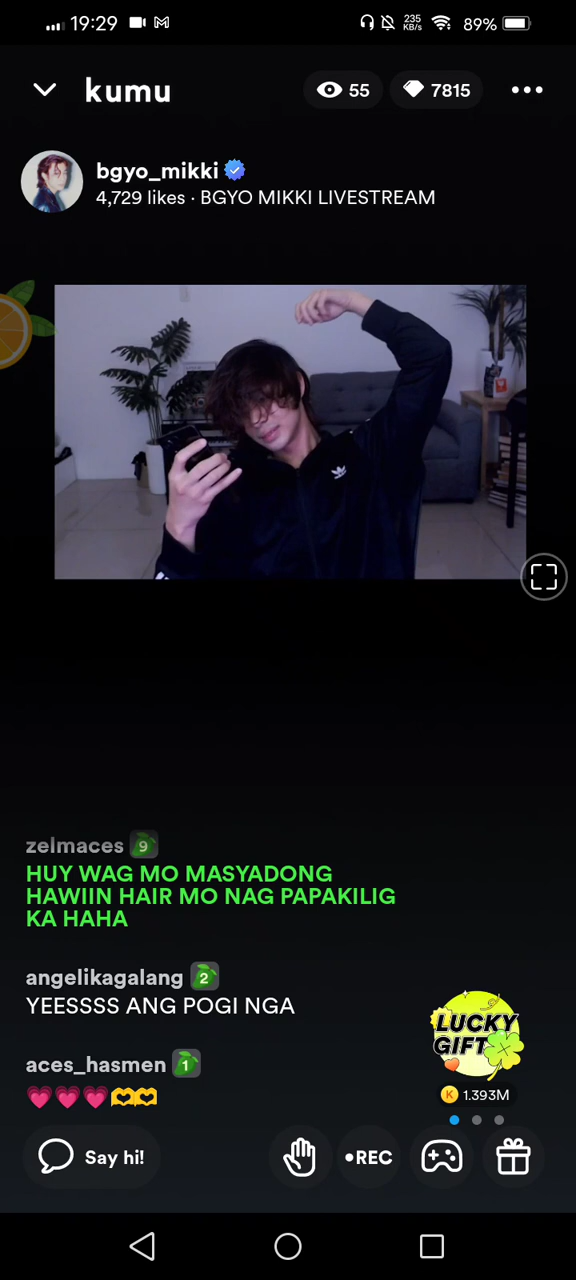 19:29
235
KB/s
89%
kumu
55
7815
bgyo_mikki
4,729 likes · BGYO MIKKI LIVESTREAM
zelmaces 9
HUY WAG MO MASYADONG
HAWIIN HAIR MO NAG PAPAKILIG
KA HAHA
angelikagalang 2
YEESSSS ANG POGI NGA
aces_hasmen 1
💗💗💗🫶🫶
LUCKY
GIFT
K 1.393M
Say hi!
•REC